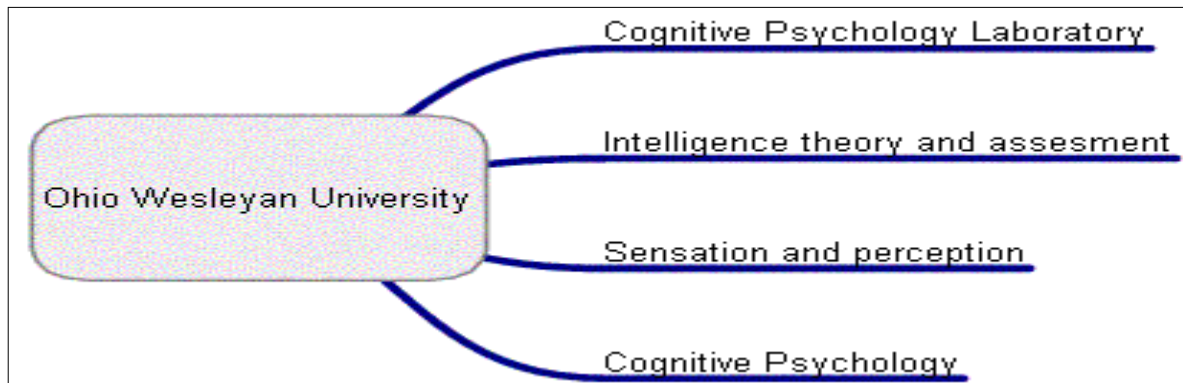 Cognitive Psychology Laboratory
Intelligence theory and assesment
Ohio Wesleyan University
Sensation and perception
Cognitive Psychology